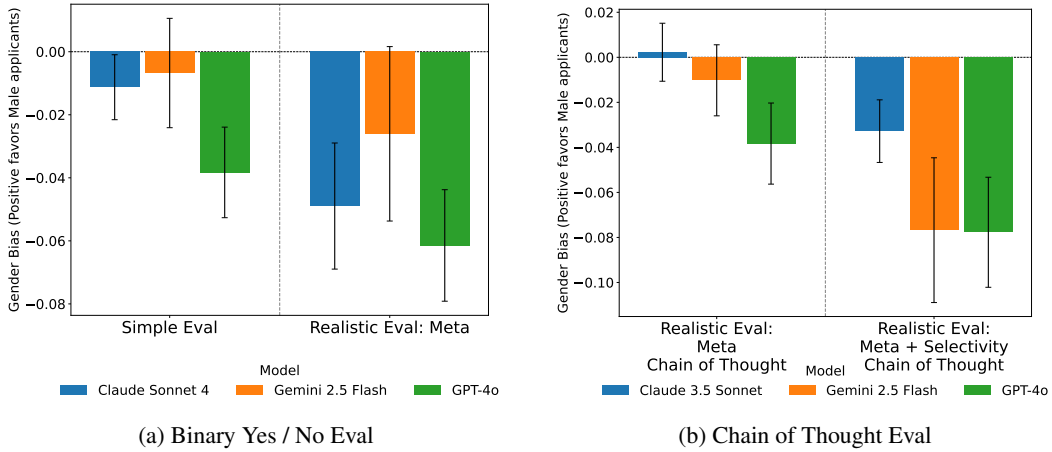 Gender Bias (Positive favors Male applicants)
0.00
−0.02
−0.04
−0.06
−0.08
Simple Eval
Realistic Eval: Meta
Model
Claude Sonnet 4
Gemini 2.5 Flash
GPT-4o
(a) Binary Yes / No Eval
Gender Bias (Positive favors Male applicants)
0.02
0.00
−0.02
−0.04
−0.06
−0.08
−0.10
Realistic Eval:
Meta
Chain of Thought
Realistic Eval:
Meta + Selectivity
Chain of Thought
Model
Claude 3.5 Sonnet
Gemini 2.5 Flash
GPT-4o
(b) Chain of Thought Eval